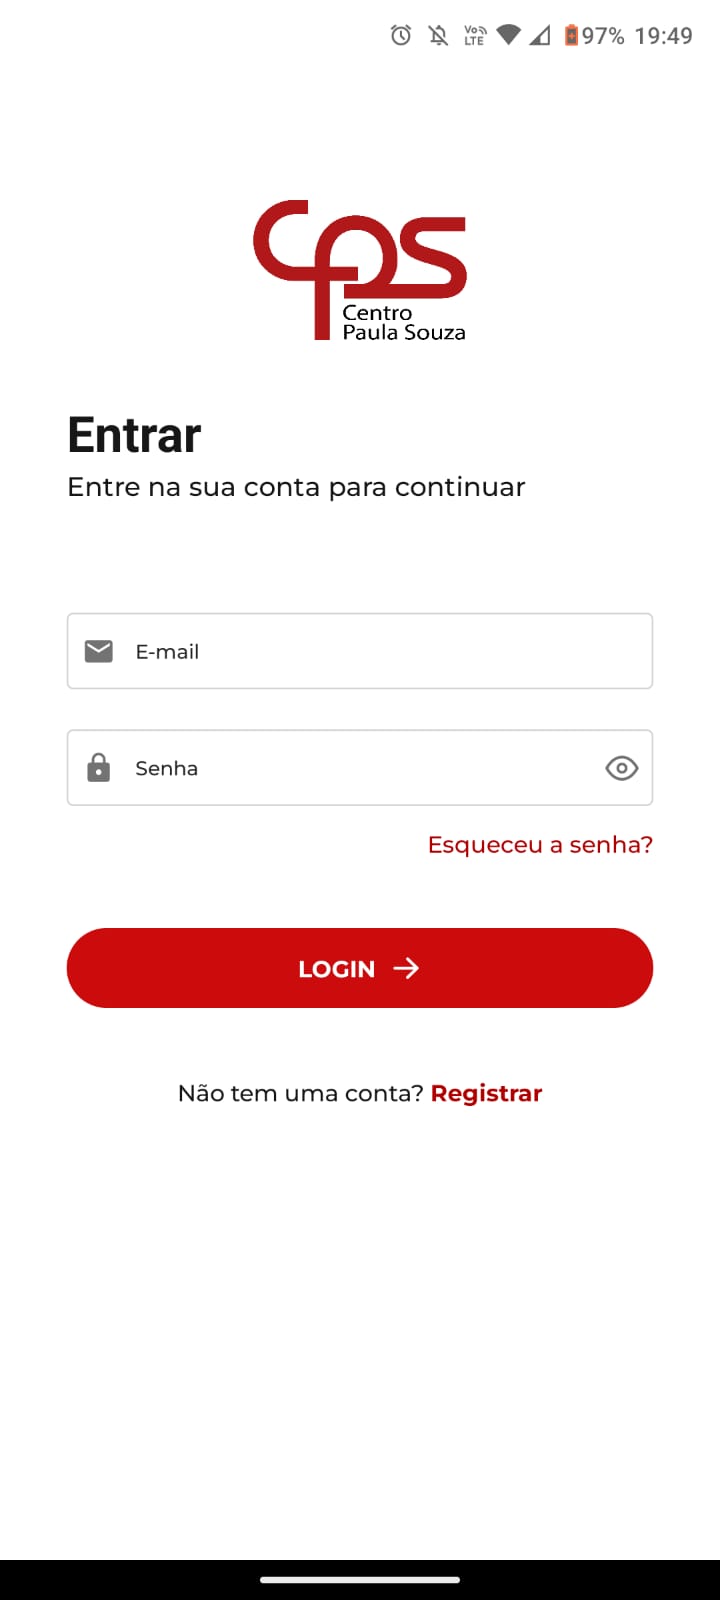 Vo)) LTE 97% 19:49
cps
Centro
Paula Souza
Entrar
Entre na sua conta para continuar
E-mail
Senha
Esqueceu a senha?
LOGIN →
Não tem uma conta? Registrar